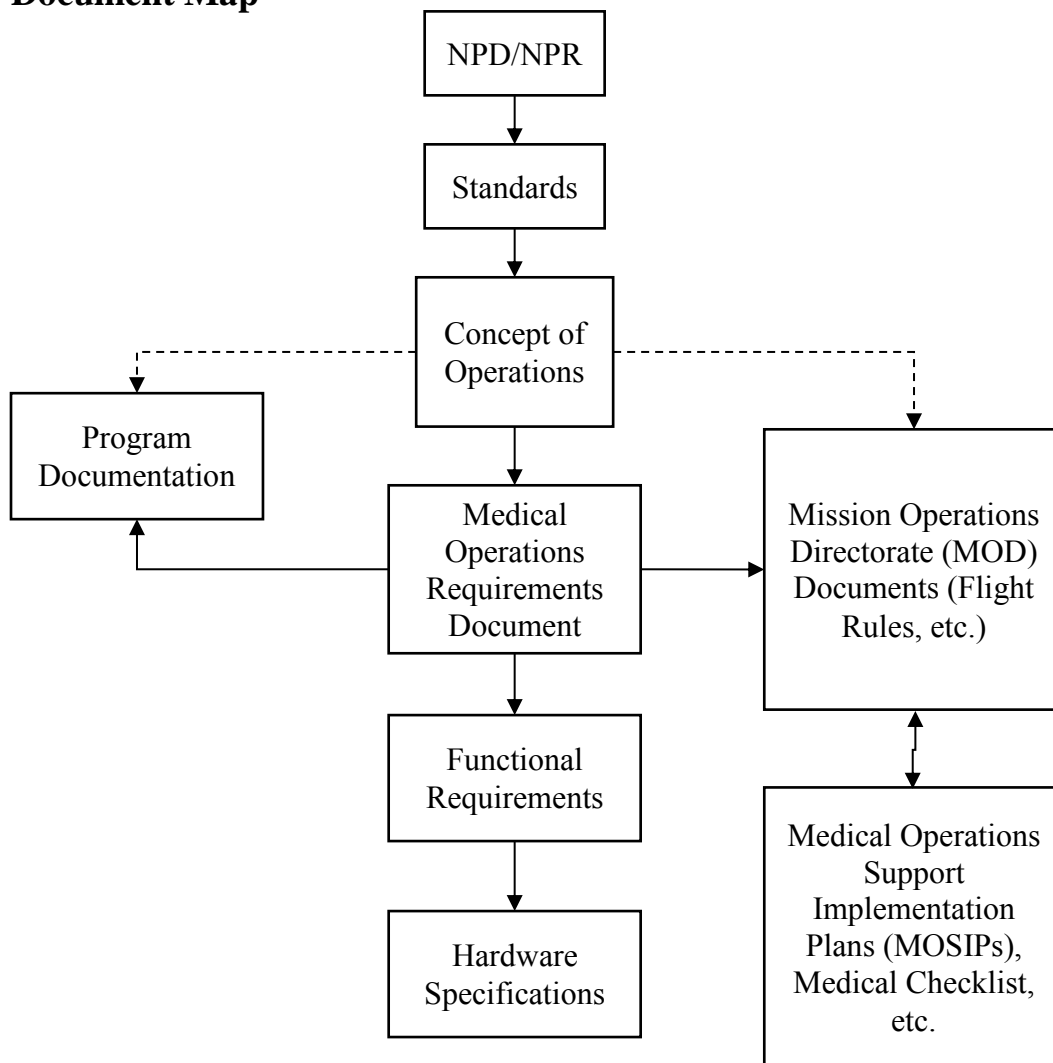 Document Map
NPD/NPR
Standards
Concept of
Operations
Program
Documentation
Medical
Operations
Requirements
Document
Mission Operations
Directorate (MOD)
Documents (Flight
Rules, etc.)
Functional
Requirements
Medical Operations
Support
Implementation
Plans (MOSIPs),
Medical Checklist,
etc.
Hardware
Specifications